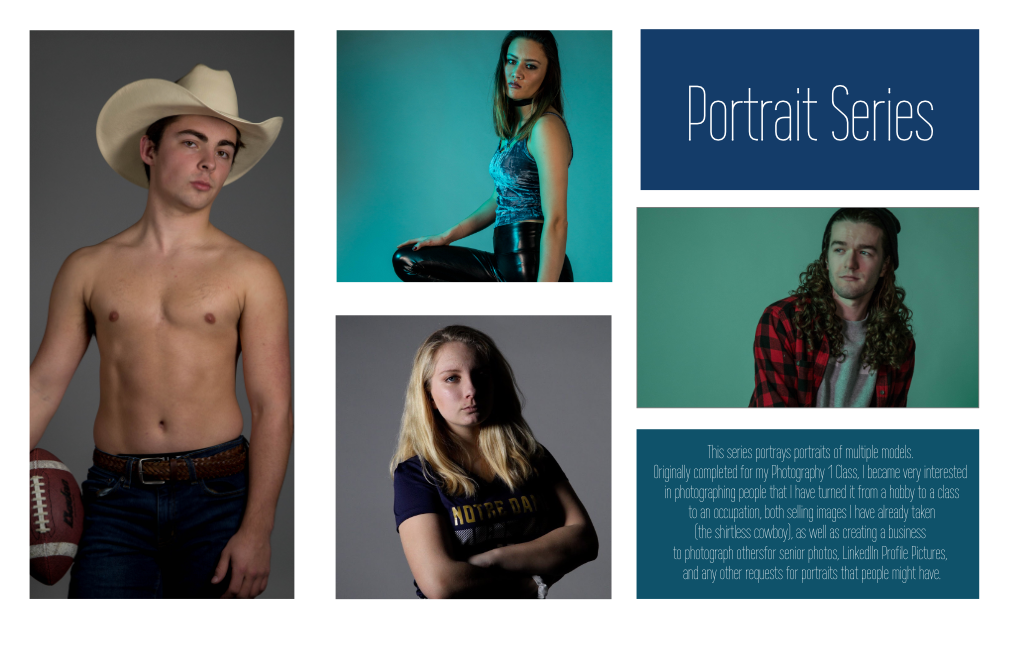 Portrait Series
NOTRE DA
This series portrays portraits of multiple models.
Originally completed for my Photography 1 Class, I became very interested
in photographing people that I have turned it from a hobby to a class
to an occupation, both selling images I have already taken
(the shirtless cowboy), as well as creating a business
to photograph othersfor senior photos, LinkedIn Profile Pictures,
and any other requests for portraits that people might have.